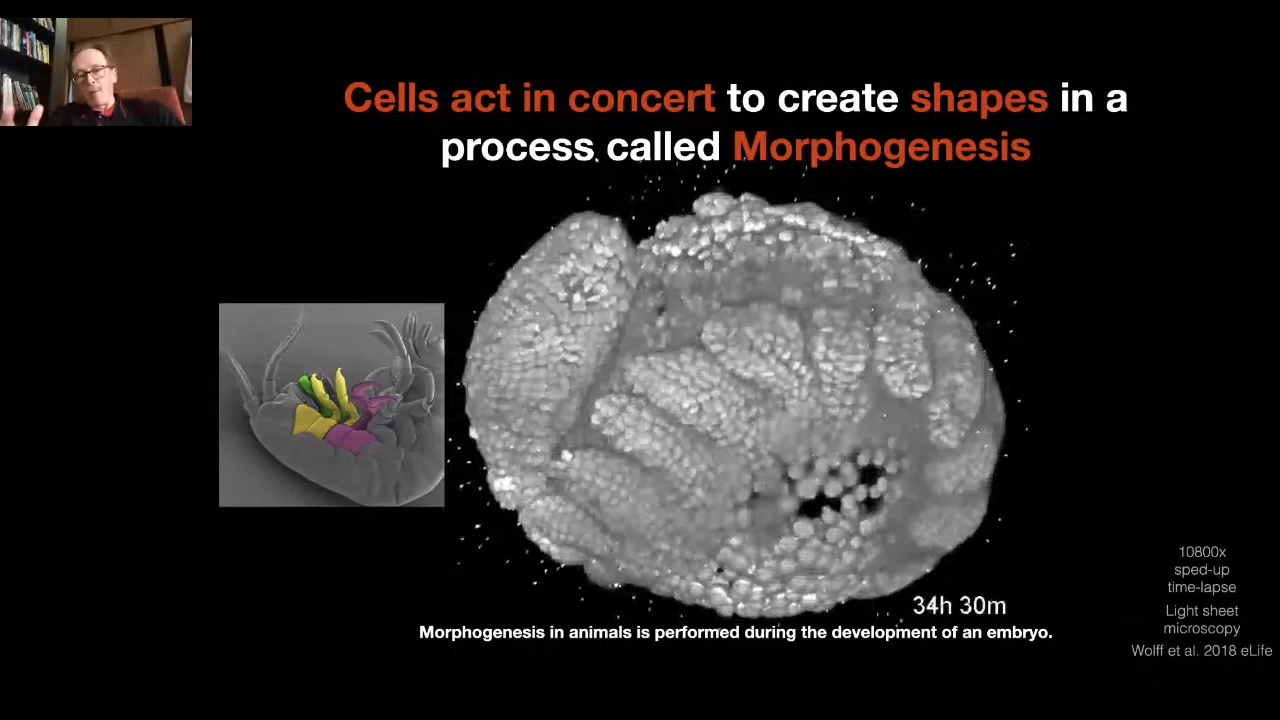 Cells act in concert to create shapes in a
process called Morphogenesis
34h 30m
Morphogenesis in animals is performed during the development of an embryo.
10800x
sped-up
time-lapse
Light sheet
microscopy
Wolff et al. 2018 eLife